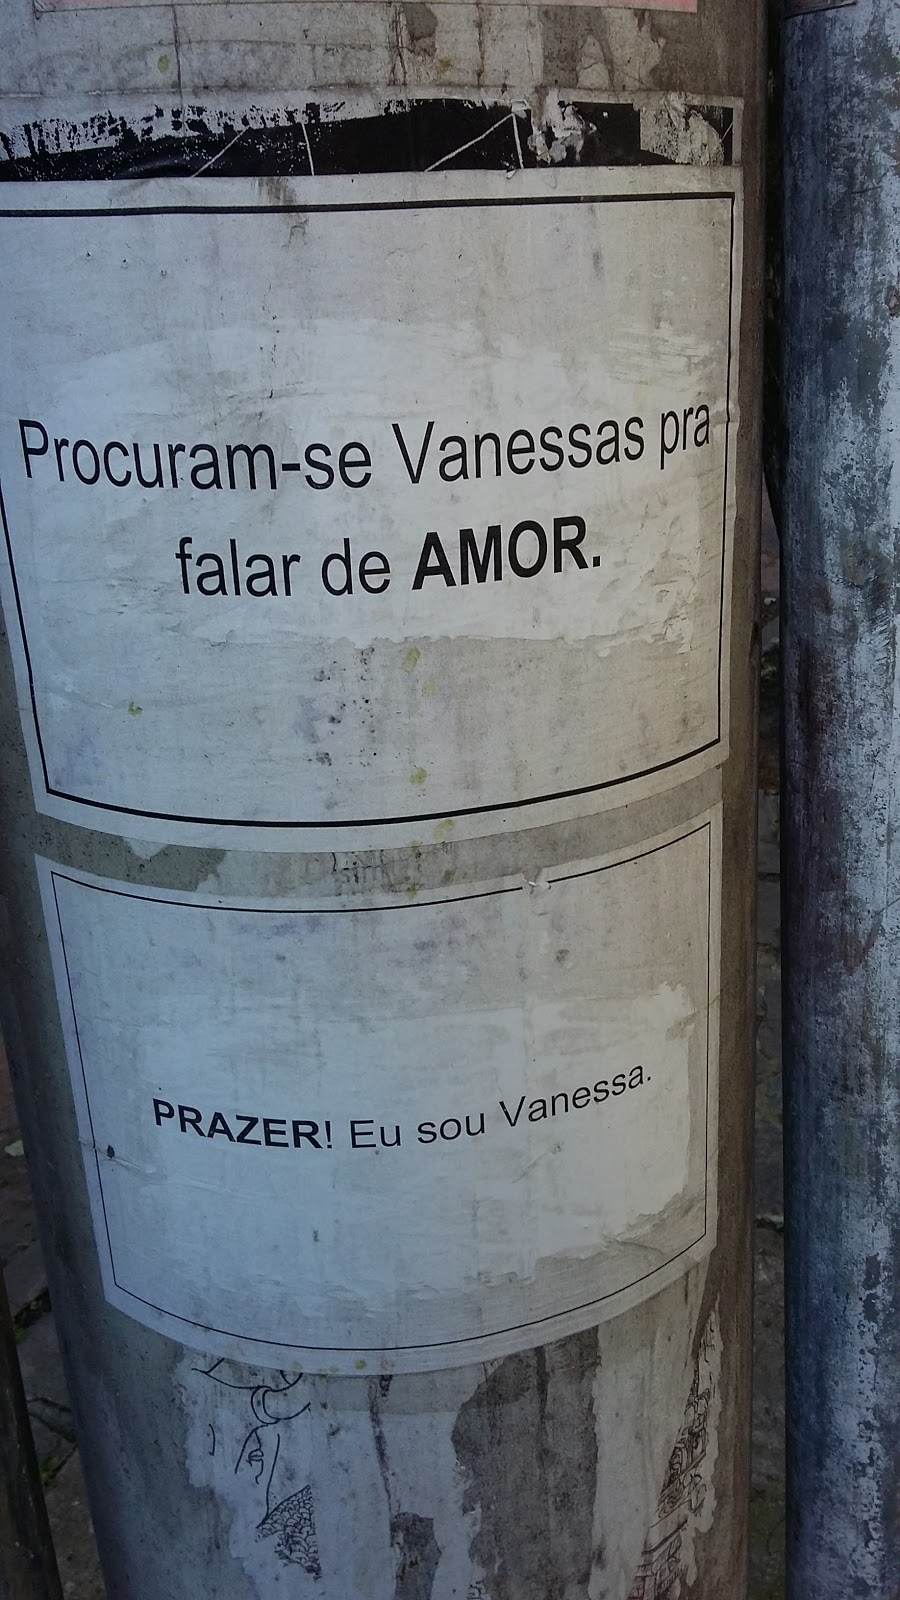 Procuram-se Vanessas pra
falar de AMOR.
PRAZER! Eu sou Vanessa.